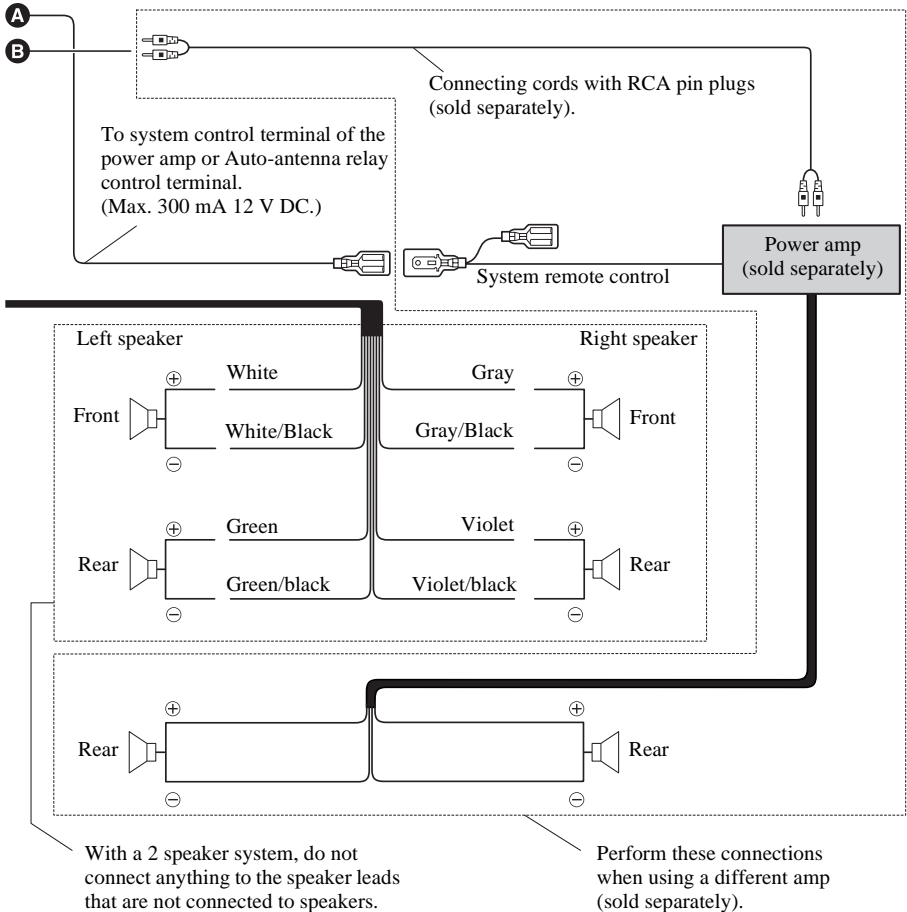 A
B
Connecting cords with RCA pin plugs
(sold separately).
To system control terminal of the
power amp or Auto-antenna relay
control terminal.
(Max. 300 mA 12 V DC.)
Power amp
(sold separately)
System remote control
Left speaker
Right speaker
⊕
White
Gray
⊕
Front
Front
White/Black
Gray/Black
⊖
⊖
⊕
Green
Violet
⊕
Rear
Rear
Green/black
Violet/black
⊖
⊖
⊕
⊕
Rear
Rear
⊖
⊖
With a 2 speaker system, do not
connect anything to the speaker leads
that are not connected to speakers.
Perform these connections
when using a different amp
(sold separately).